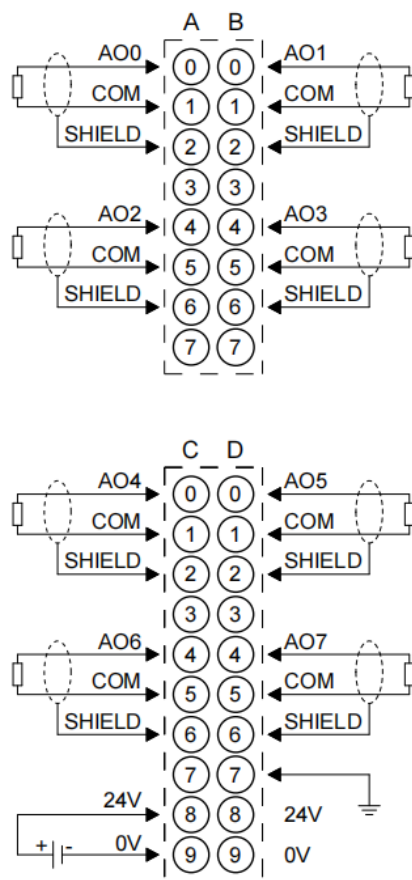 A B
AO0 0 0 AO1
COM 1 1 COM
SHIELD 2 2 SHIELD
3 3
AO2 4 4 AO3
COM 5 5 COM
SHIELD 6 6 SHIELD
7 7
C D
AO4 0 0 AO5
COM 1 1 COM
SHIELD 2 2 SHIELD
3 3
AO6 4 4 AO7
COM 5 5 COM
SHIELD 6 6 SHIELD
7 7
24V 8 8 24V
+ - 0V 9 9 0V